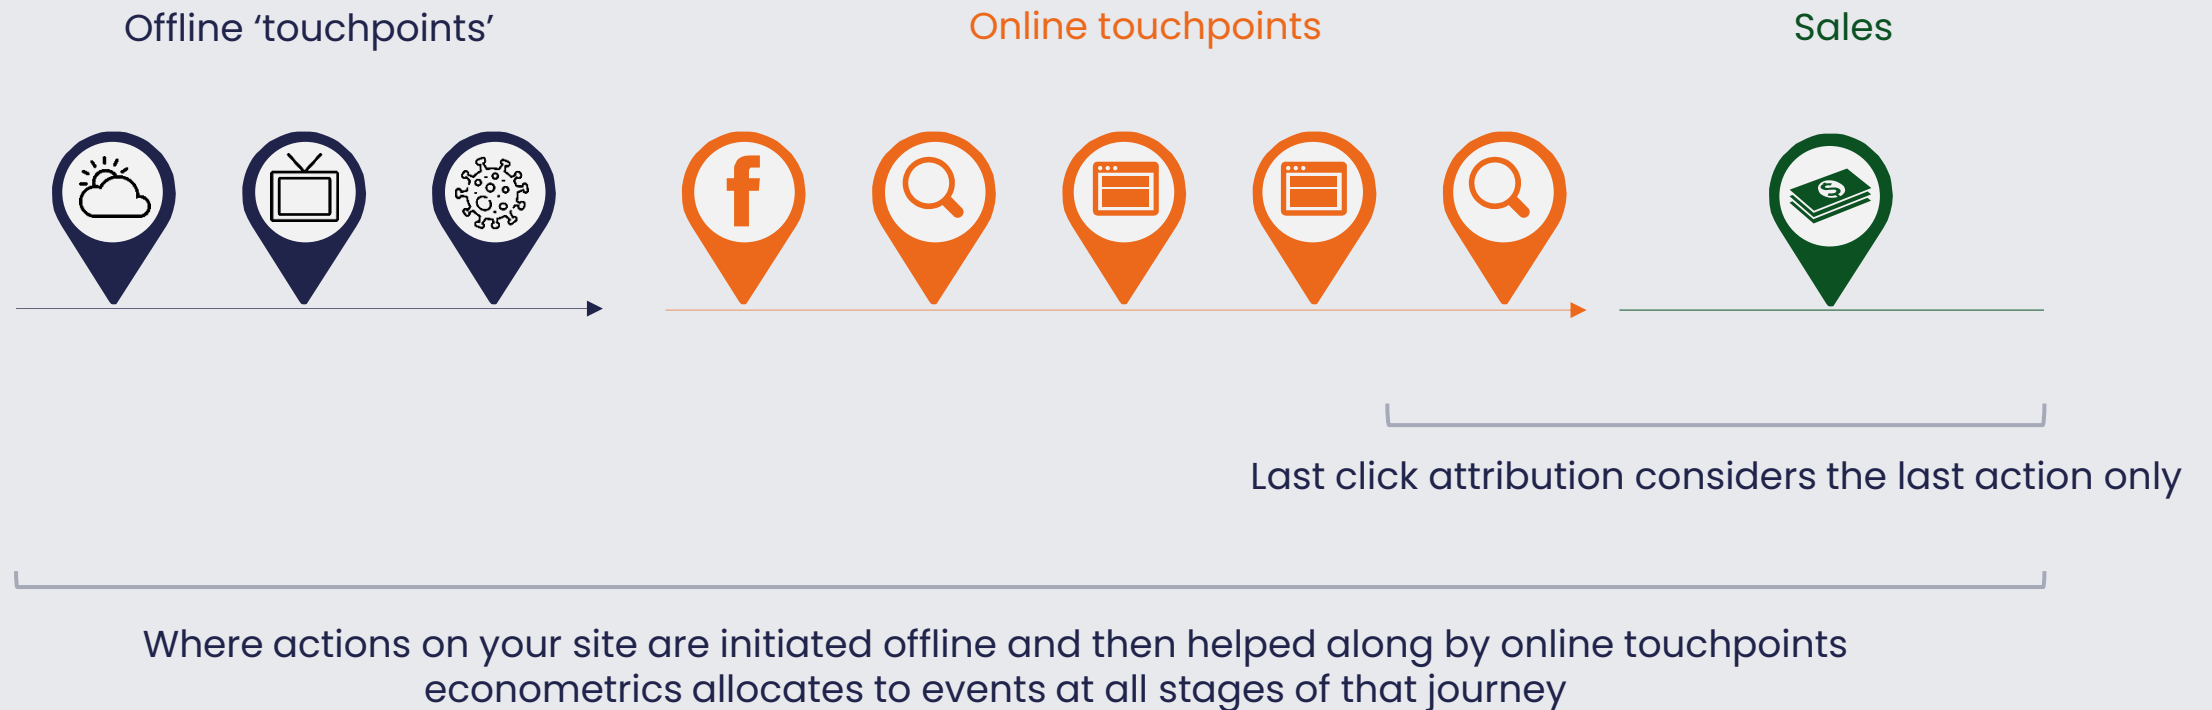 Offline ‘touchpoints’
Online touchpoints
Sales
Last click attribution considers the last action only
Where actions on your site are initiated offline and then helped along by online touchpoints
econometrics allocates to events at all stages of that journey